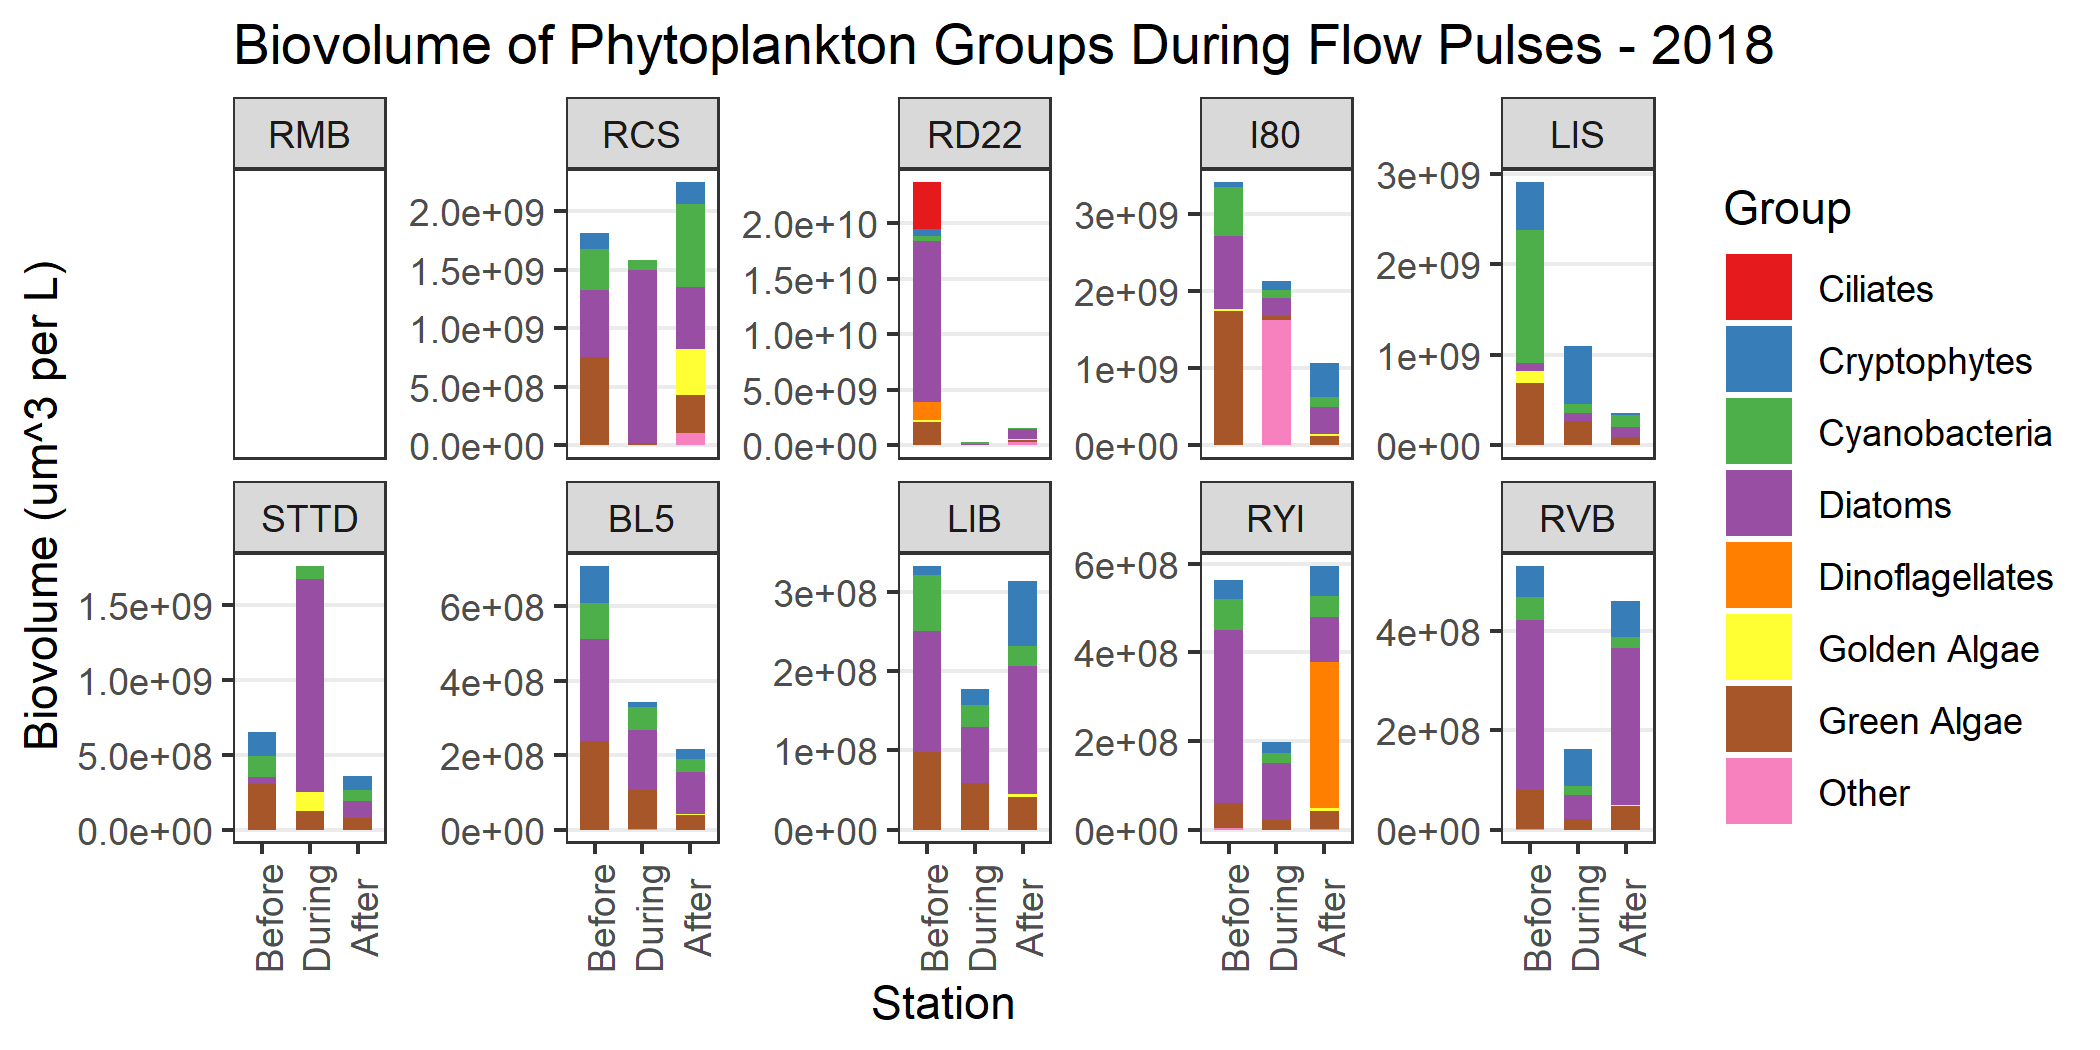 Biovolume of Phytoplankton Groups During Flow Pulses - 2018
RMB
RCS
RD22
I80
LIS
2.0e+09
1.5e+09
1.0e+09
5.0e+08
0.0e+00
2.0e+10
1.5e+10
1.0e+10
5.0e+09
0.0e+00
3e+09
2e+09
1e+09
0e+00
3e+09
2e+09
1e+09
0e+00
STTD
BL5
LIB
RYI
RVB
1.5e+09
1.0e+09
5.0e+08
0.0e+00
6e+08
4e+08
2e+08
0e+00
3e+08
2e+08
1e+08
0e+00
6e+08
4e+08
2e+08
0e+00
4e+08
2e+08
0e+00
Before
During
After
Before
During
After
Before
During
After
Before
During
After
Before
During
After
Station
Biovolume (um^3 per L)
Group
Ciliates
Cryptophytes
Cyanobacteria
Diatoms
Dinoflagellates
Golden Algae
Green Algae
Other